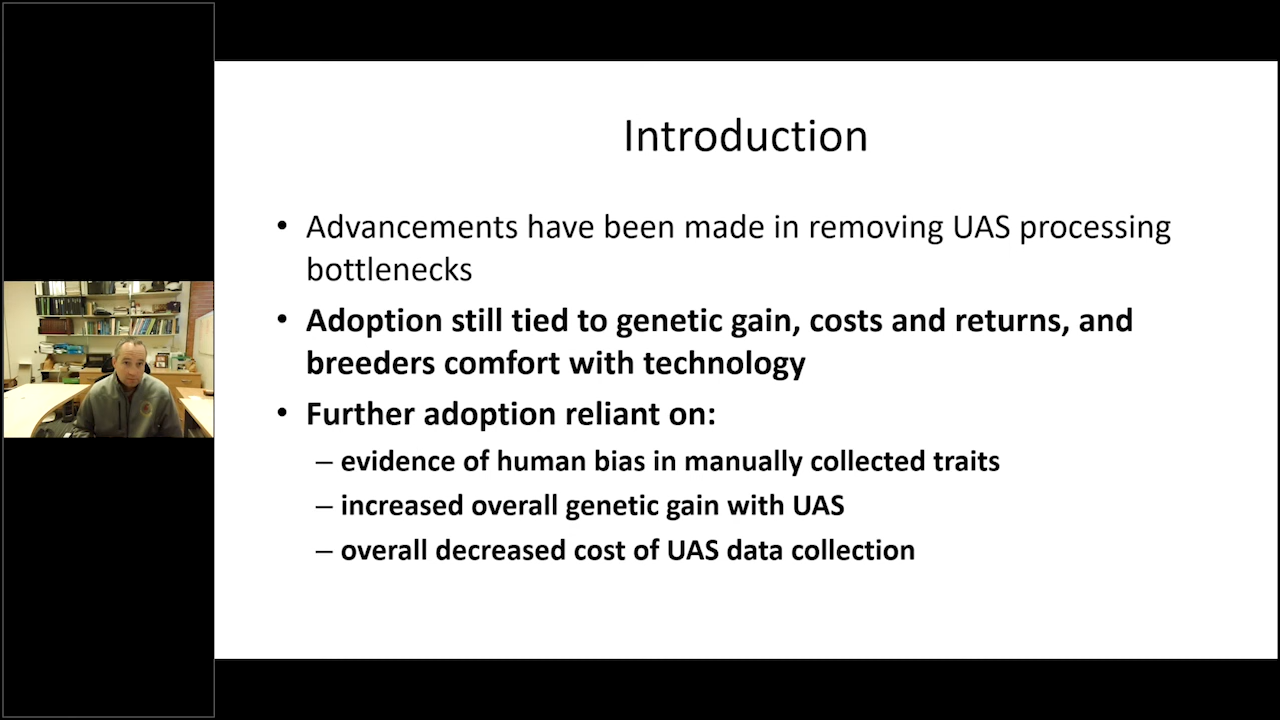 Introduction
• Advancements have been made in removing UAS processing
bottlenecks
• Adoption still tied to genetic gain, costs and returns, and
breeders comfort with technology
• Further adoption reliant on:
– evidence of human bias in manually collected traits
– increased overall genetic gain with UAS
– overall decreased cost of UAS data collection